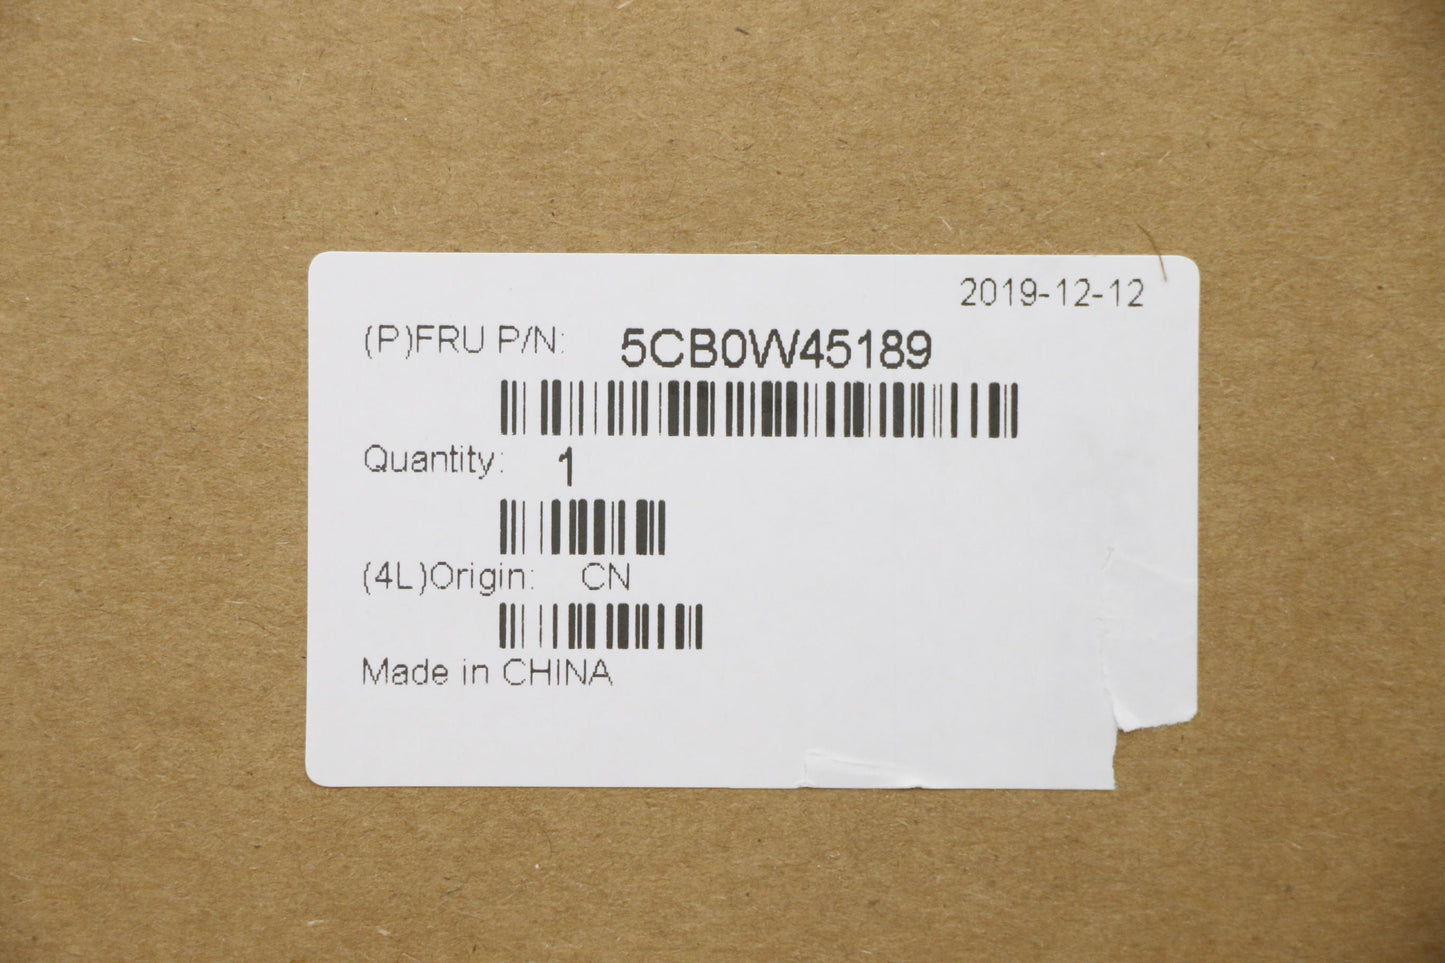 2019-12-12
(P)FRU P/N: 5CB0W45189
Quantity: 1
(4L)Origin: CN
Made in CHINA